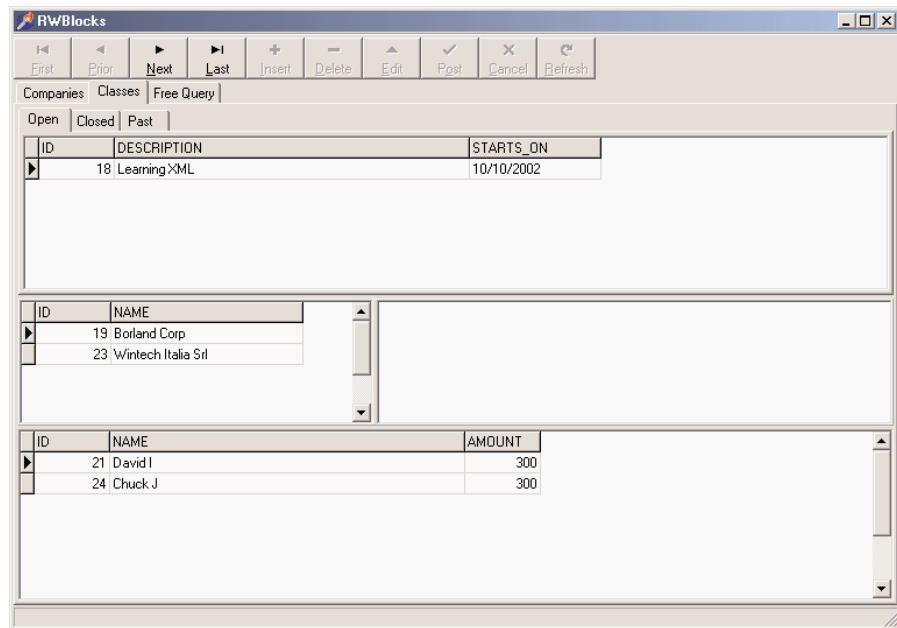 RWBlocks
First Prior Next Last Insert Delete Edit Post Cancel Refresh
Companies Classes Free Query
Open Closed Past
ID DESCRIPTION STARTS_ON
18 Learning XML 10/10/2002
ID NAME
19 Borland Corp
23 Wintech Italia Srl
ID NAME AMOUNT
21 David I 300
24 Chuck J 300